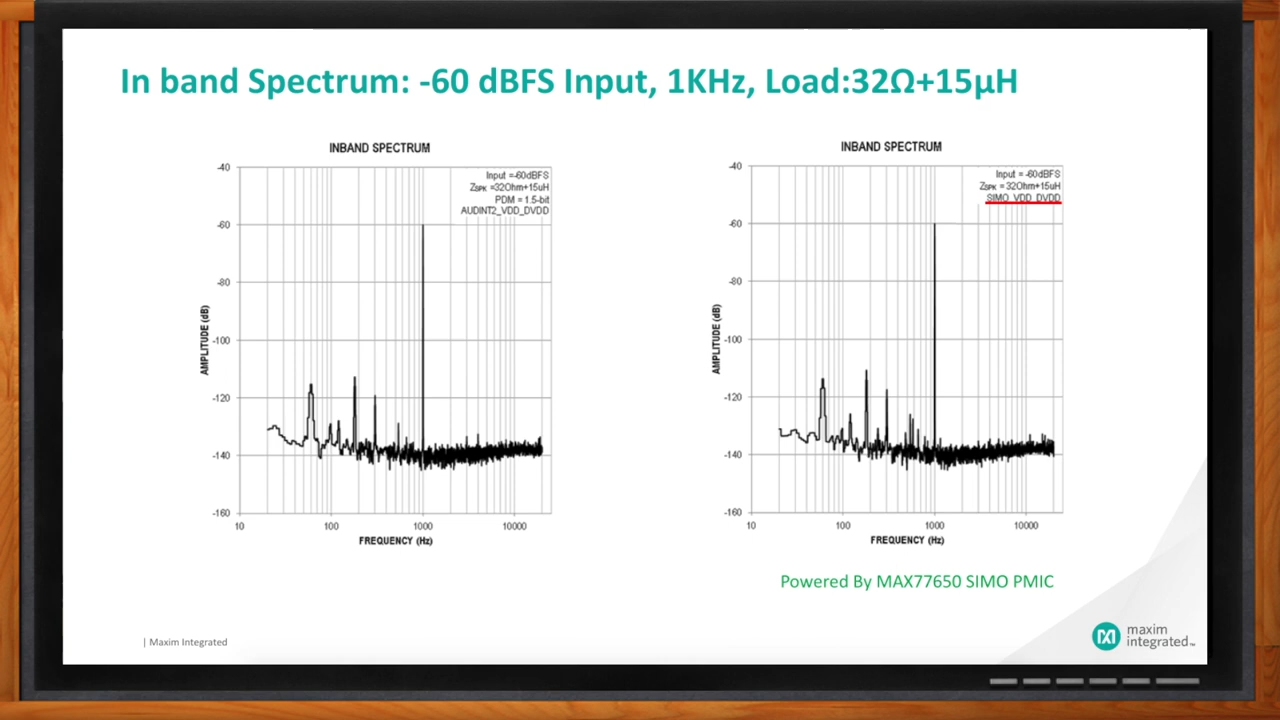 In band Spectrum: -60 dBFS Input, 1KHz, Load:32Ω+15µH
INBAND SPECTRUM
Input =-60dBFS
ZSPK =32Ohm+15uH
PDM = 1.5-bit
AUDINT2_VDD_DVDD
-40
-60
-80
-100
-120
-140
-160
AMPLITUDE (dB)
10
100
1000
10000
FREQUENCY (Hz)
INBAND SPECTRUM
Input = -60dBFS
ZSPK = 32Ohm+15uH
SIMO_VDD_DVDD
-40
-60
-80
-100
-120
-140
-160
AMPLITUDE (dB)
10
100
1000
10000
FREQUENCY (Hz)
Powered By MAX77650 SIMO PMIC
| Maxim Integrated
maxim
integrated™